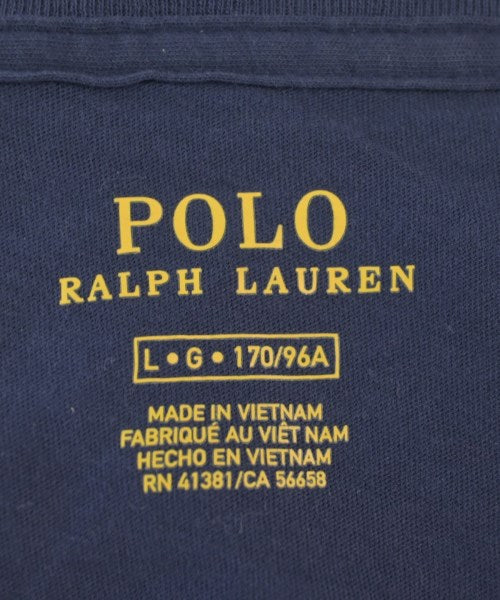 POLO
RALPH LAUREN
L • G • 170/96A
MADE IN VIETNAM
FABRIQUÉ AU VIÊT NAM
HECHO EN VIETNAM
RN 41381/CA 56658